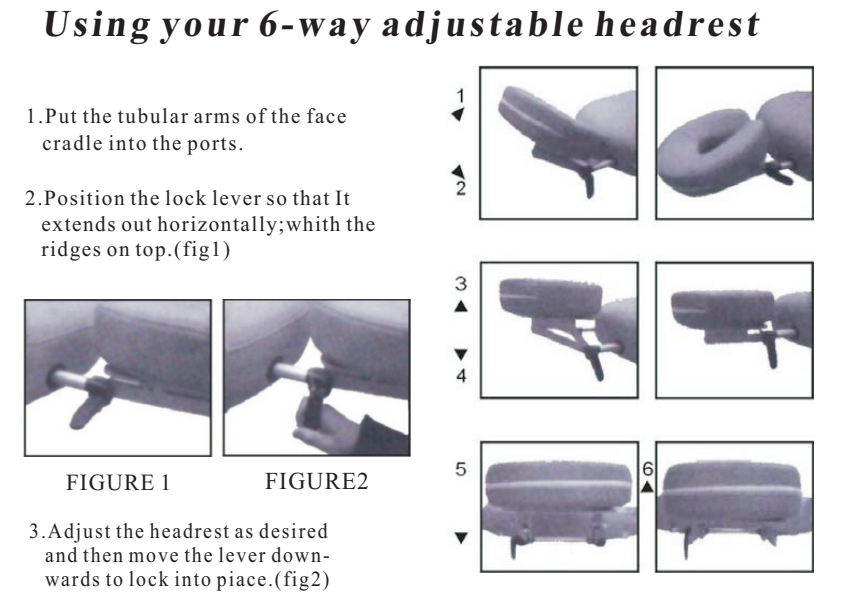 Using your 6-way adjustable headrest
1.Put the tubular arms of the face
cradle into the ports.
2.Position the lock lever so that It
extends out horizontally;whith the
ridges on top.(fig1)
FIGURE 1
FIGURE2
3.Adjust the headrest as desired
and then move the lever down-
wards to lock into piace.(fig2)
1
2
3
4
5
6